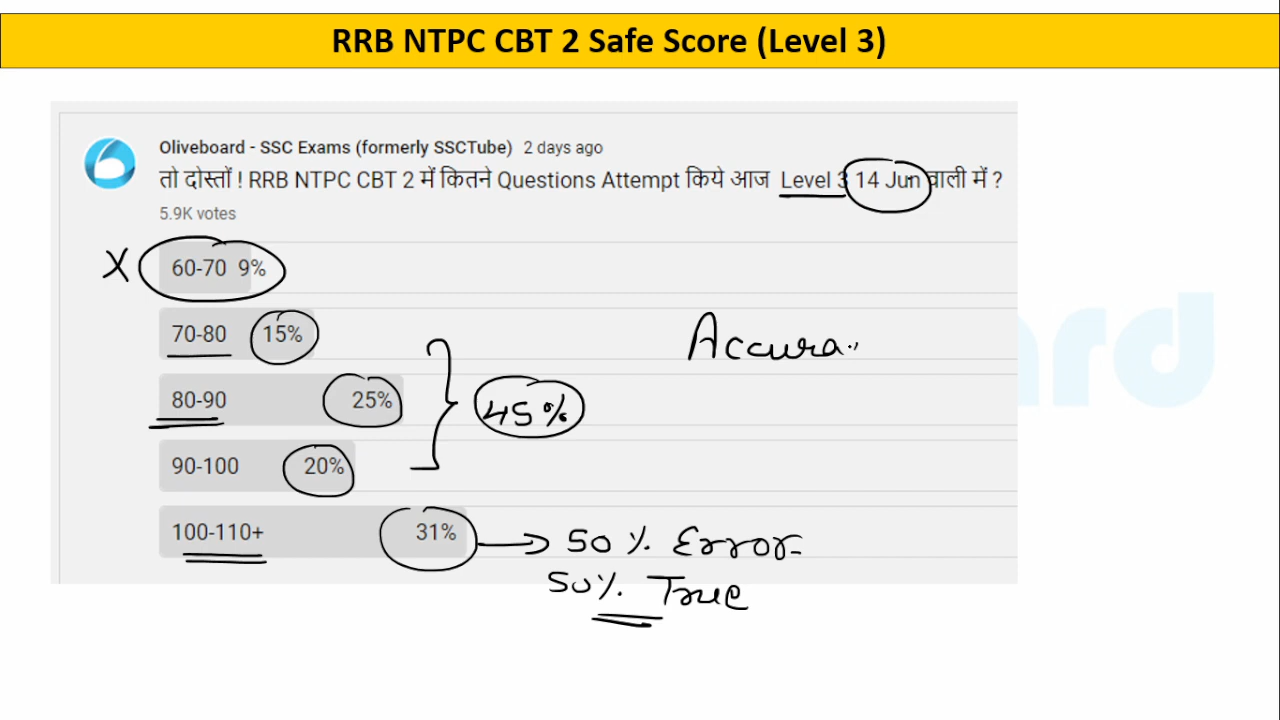 RRB NTPC CBT 2 Safe Score (Level 3)
Oliveboard - SSC Exams (formerly SSCTube) 2 days ago
तो दोस्तों ! RRB NTPC CBT 2 में कितने Questions Attempt किये आज Level 3 14 Jun वाली में ?
5.9K votes
X 60-70 9%
70-80 15%
Accura
80-90 25%
45%
90-100 20%
100-110+ 31%
50 % Error
50% True
ard